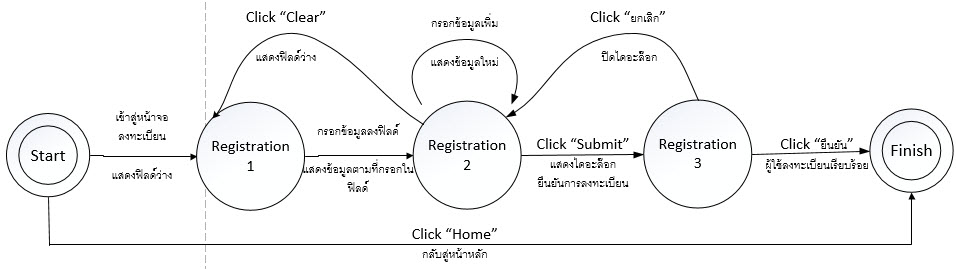 Click “Clear”
แสดงฟิลด์ว่าง
กรอกข้อมูลเพิ่ม
แสดงข้อมูลใหม่
Click “ยกเลิก”
ปิดไดอะล็อก
Start
เข้าสู่หน้าจอ
ลงทะเบียน
แสดงฟิลด์ว่าง
Registration
1
กรอกข้อมูลลงฟิลด์
แสดงข้อมูลตามที่กรอกใน
ฟิลด์
Registration
2
Click “Submit”
แสดงไดอะล็อก
ยืนยันการลงทะเบียน
Registration
3
Click “ยืนยัน”
ผู้ใช้ลงทะเบียนเรียบร้อย
Finish
Click “Home”
กลับสู่หน้าหลัก